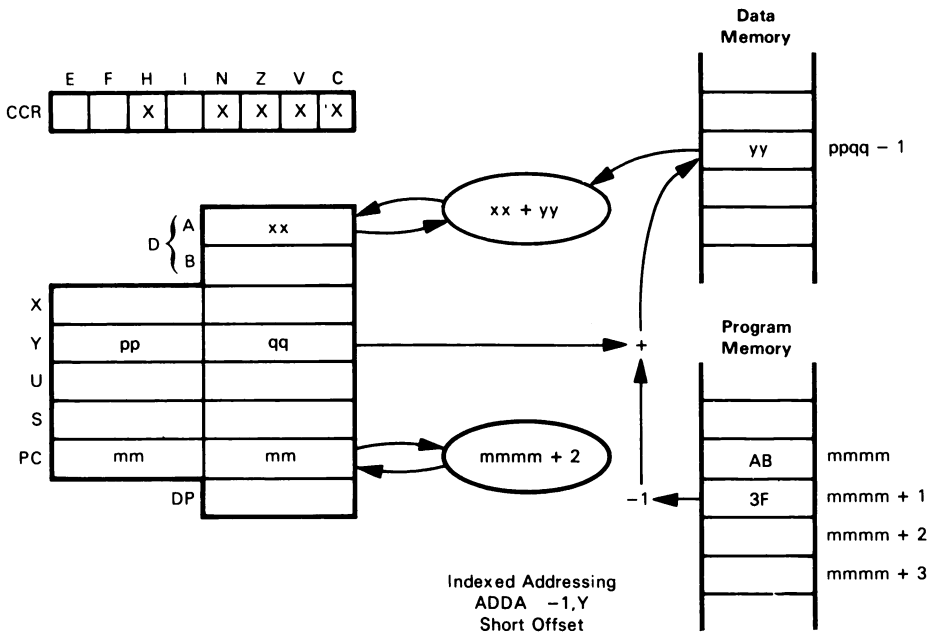 Data
Memory
E F H I N Z V C
CCR X X X X 'X
yy ppqq − 1
xx + yy
D { A xx
B
X
Y pp qq +
U
S
PC mm mm mmmm + 2
DP
Program
Memory
AB mmmm
−1 3F mmmm + 1
mmmm + 2
mmmm + 3
Indexed Addressing
ADDA −1,Y
Short Offset